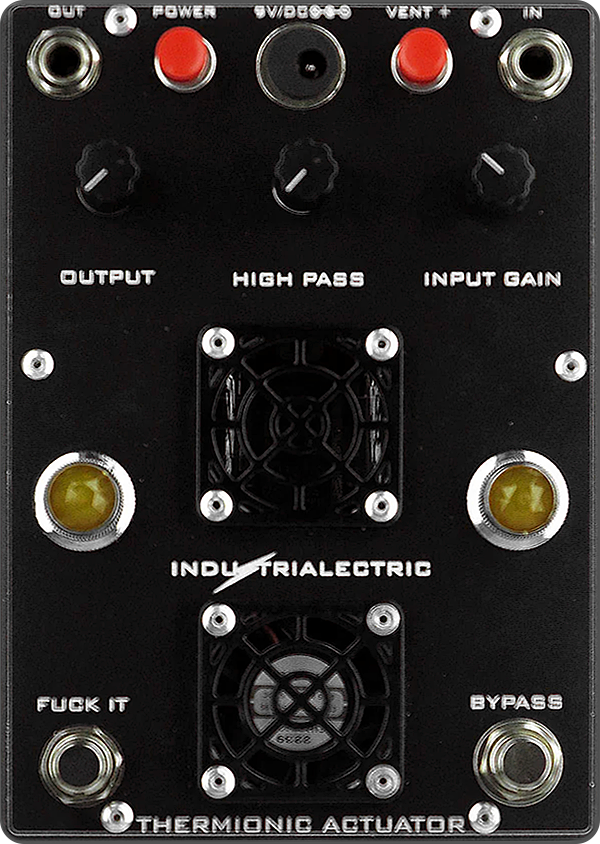 OUT POWER 9V/DC VENT + IN
OUTPUT HIGH PASS INPUT GAIN
INDUSTRIALECTRIC
FUCK IT BYPASS
THERMIONIC ACTUATOR